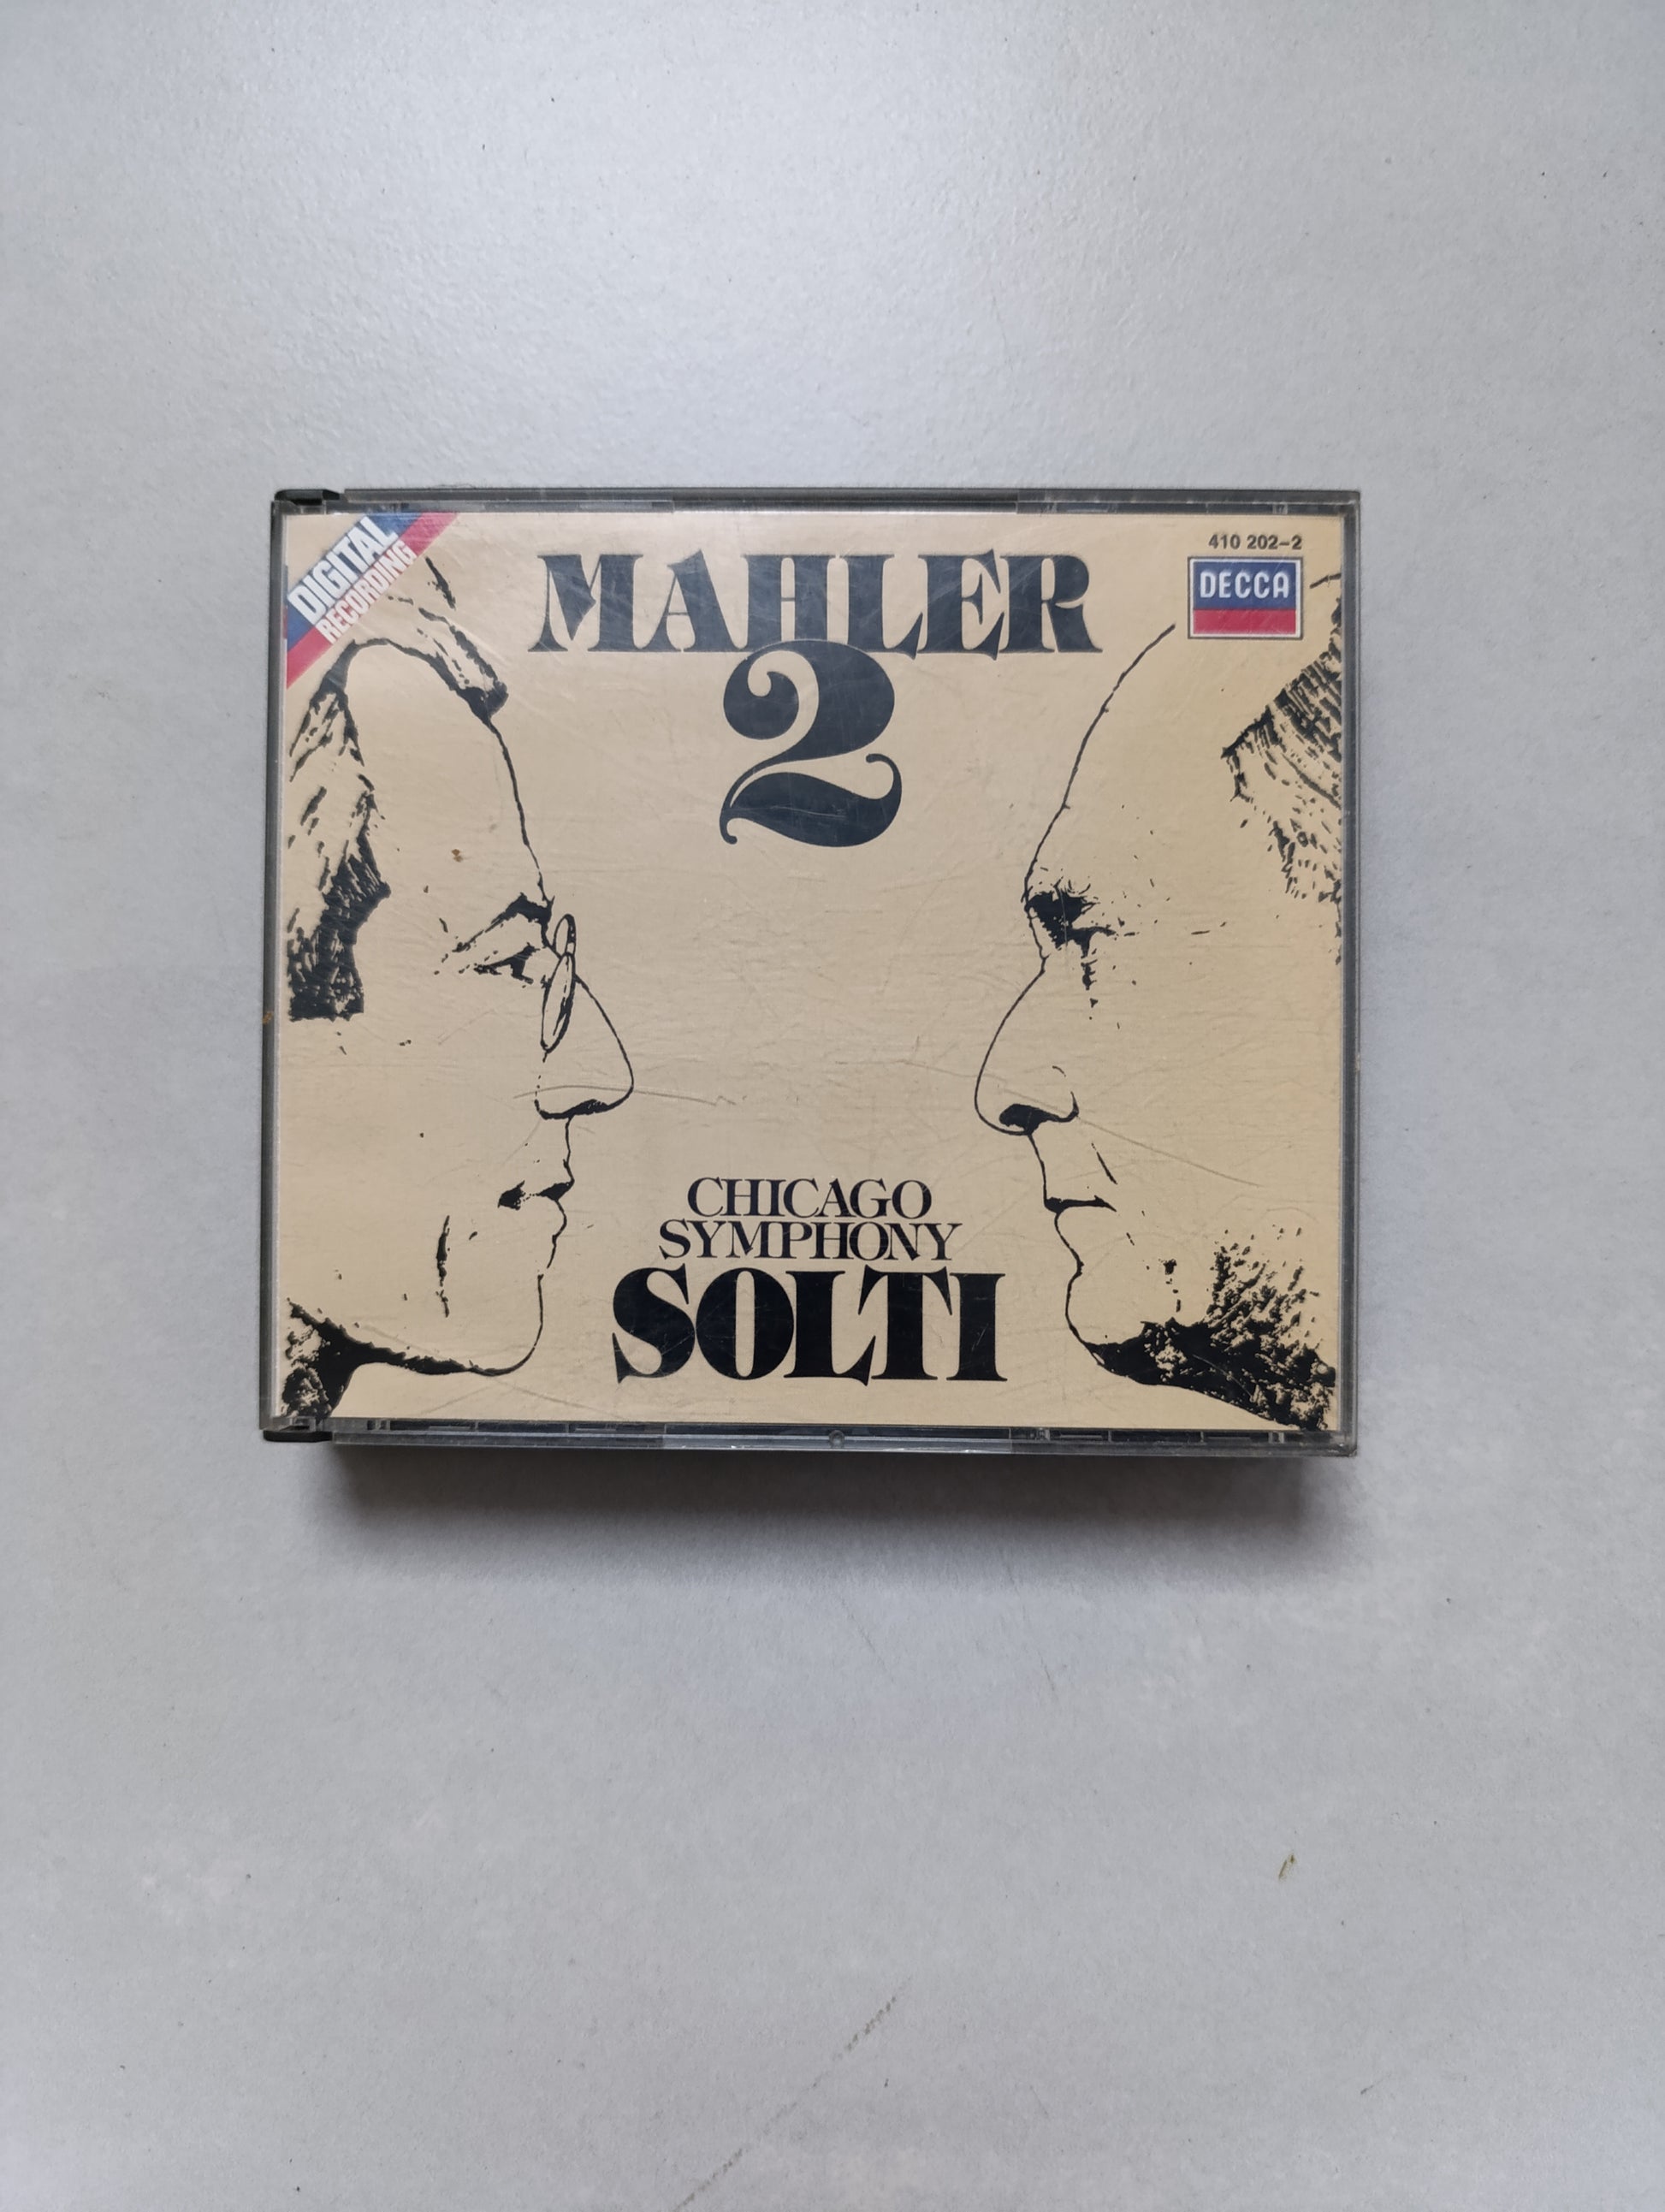 DIGITAL
RECORDING
MAHLER
2
410 202-2
DECCA
CHICAGO
SYMPHONY
SOLTI